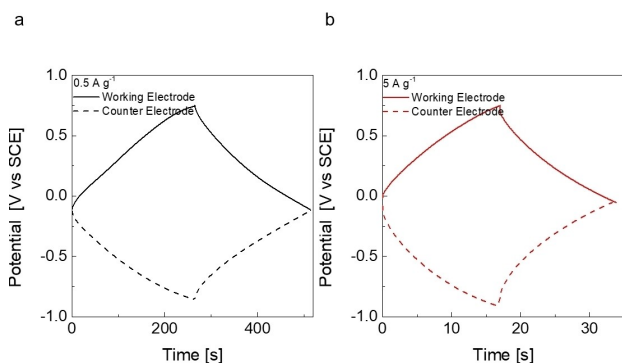 a
b
0.5 A g⁻¹
Working Electrode
Counter Electrode
1.0
0.5
0.0
-0.5
-1.0
Potential [V vs SCE]
0
200
400
Time [s]
5 A g⁻¹
Working Electrode
Counter Electrode
1.0
0.5
0.0
-0.5
-1.0
Potential [V vs SCE]
0
10
20
30
Time [s]